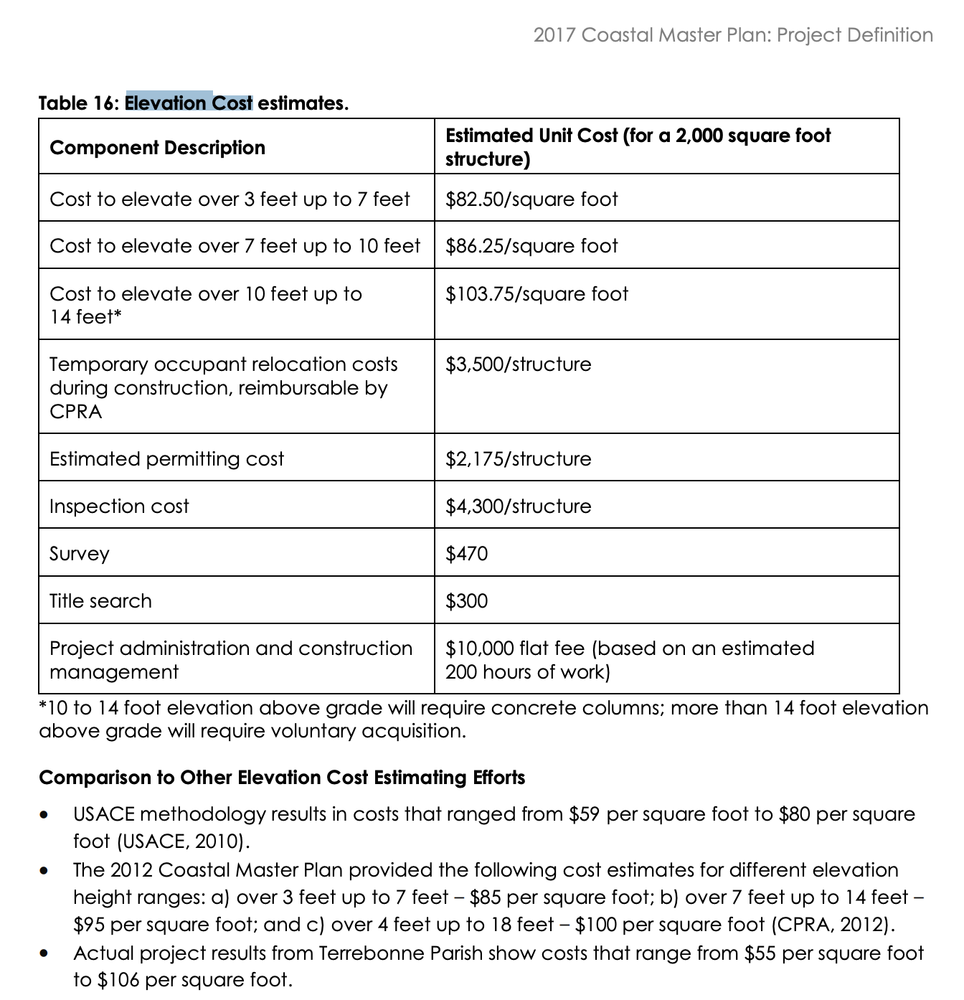 2017 Coastal Master Plan: Project Definition
Table 16: Elevation Cost estimates.
Component Description
Estimated Unit Cost (for a 2,000 square foot
structure)
Cost to elevate over 3 feet up to 7 feet
$82.50/square foot
Cost to elevate over 7 feet up to 10 feet
$86.25/square foot
Cost to elevate over 10 feet up to
14 feet*
$103.75/square foot
Temporary occupant relocation costs
during construction, reimbursable by
CPRA
$3,500/structure
Estimated permitting cost
$2,175/structure
Inspection cost
$4,300/structure
Survey
$470
Title search
$300
Project administration and construction
management
$10,000 flat fee (based on an estimated
200 hours of work)
*10 to 14 foot elevation above grade will require concrete columns; more than 14 foot elevation
above grade will require voluntary acquisition.
Comparison to Other Elevation Cost Estimating Efforts
• USACE methodology results in costs that ranged from $59 per square foot to $80 per square
foot (USACE, 2010).
• The 2012 Coastal Master Plan provided the following cost estimates for different elevation
height ranges: a) over 3 feet up to 7 feet – $85 per square foot; b) over 7 feet up to 14 feet –
$95 per square foot; and c) over 4 feet up to 18 feet – $100 per square foot (CPRA, 2012).
• Actual project results from Terrebonne Parish show costs that range from $55 per square foot
to $106 per square foot.